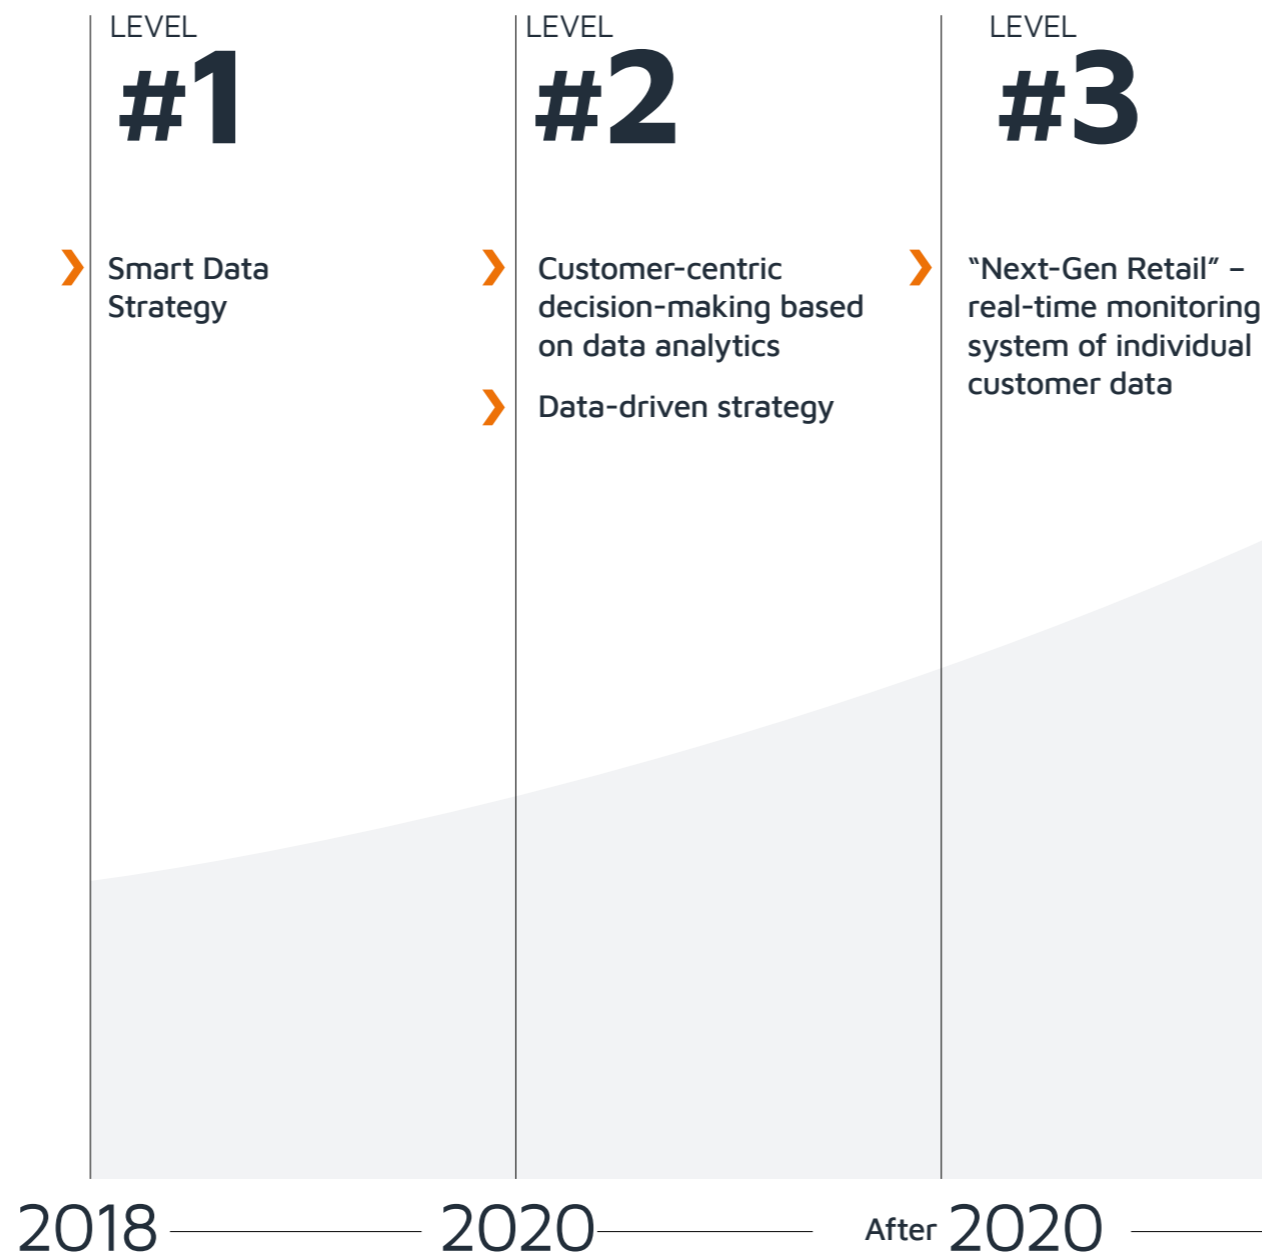 LEVEL
#1
Smart Data
Strategy
LEVEL
#2
Customer-centric
decision-making based
on data analytics
Data-driven strategy
LEVEL
#3
“Next-Gen Retail” –
real-time monitoring
system of individual
customer data
2018
2020
After 2020